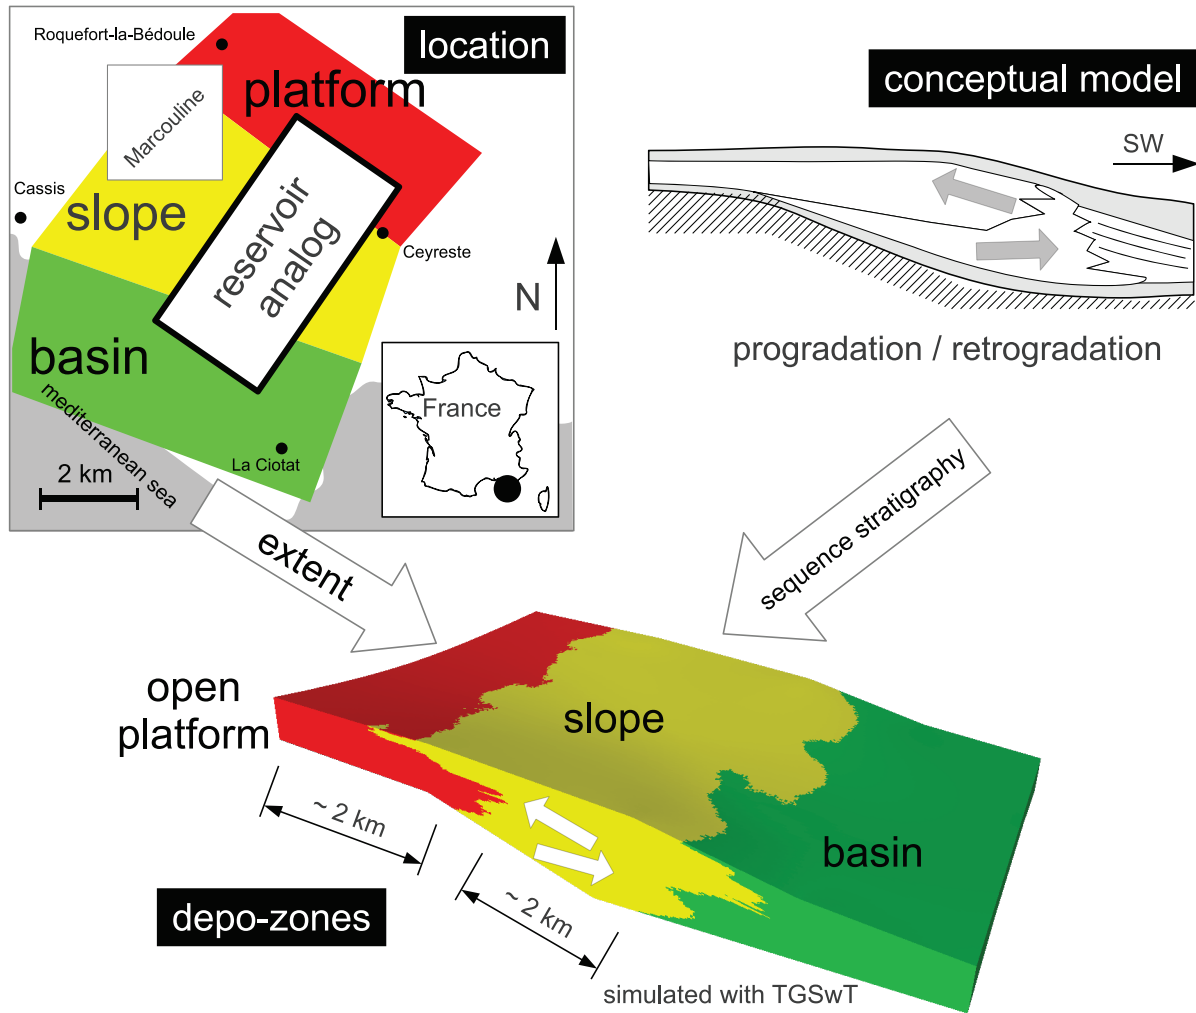 location
Roquefort-la-Bédoule
platform
Marcouline
Cassis
slope
reservoir
analog
Ceyreste
N
basin
France
mediterranean sea
La Ciotat
2 km
conceptual model
SW
progradation / retrogradation
extent
sequence stratigraphy
open
platform
slope
basin
~ 2 km
~ 2 km
depo-zones
simulated with TGSwT